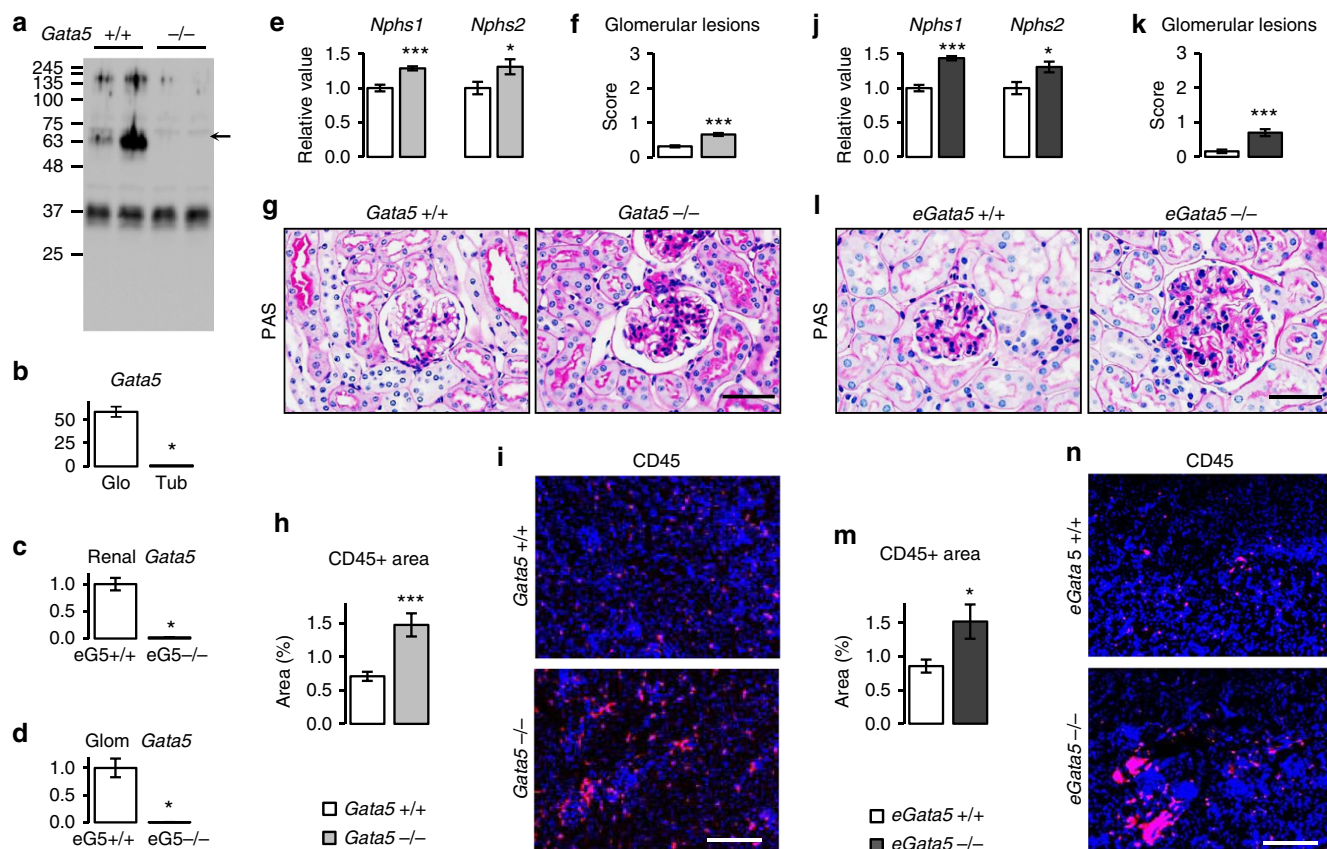 a
Gata5 +/+ –/–
245
135
100
75
63
48
37
25
b
Gata5
50
25
0
Glo Tub
*
c
Renal Gata5
1.0
0.5
0.0
eG5+/+ eG5–/–
*
d
Glom Gata5
1.0
0.5
0.0
eG5+/+ eG5–/–
*
e
Nphs1 Nphs2
Relative value
1.5
1.0
0.5
0.0
*** *
f
Glomerular lesions
Score
3
2
1
0
***
g
Gata5 +/+ Gata5 –/–
PAS
h
CD45+ area
Area (%)
1.5
1.0
0.5
0.0
***
Gata5 +/+
Gata5 –/–
i
CD45
Gata5 +/+
Gata5 –/–
j
Nphs1 Nphs2
Relative value
1.5
1.0
0.5
0.0
*** *
k
Glomerular lesions
Score
3
2
1
0
***
l
eGata5 +/+ eGata5 –/–
PAS
m
CD45+ area
Area (%)
1.5
1.0
0.5
0.0
*
eGata5 +/+
eGata5 –/–
n
CD45
eGata 5 +/+
eGata5 –/–